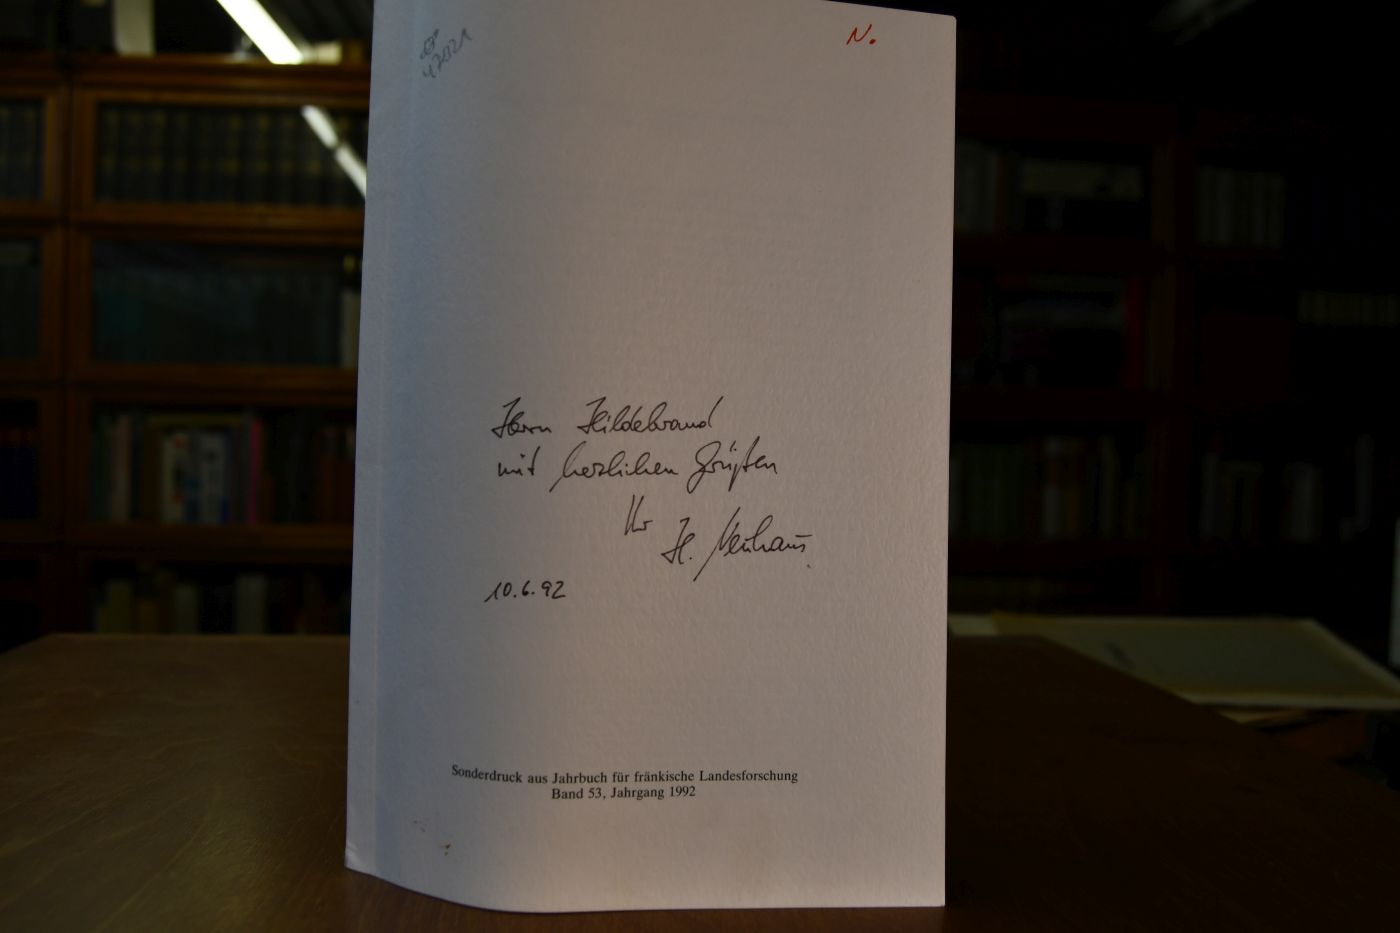 N.
Herrn Hildebrand
mit herzlichen Grüßen
Ihr
H. Neuhaus
10.6.92
Sonderdruck aus Jahrbuch für fränkische Landesforschung
Band 53, Jahrgang 1992